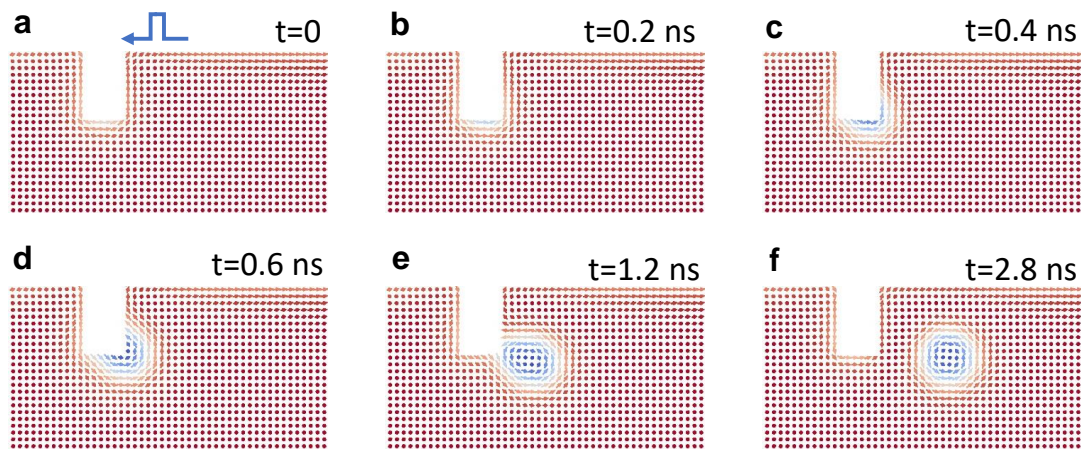 a t=0
b t=0.2 ns
c t=0.4 ns
d t=0.6 ns
e t=1.2 ns
f t=2.8 ns